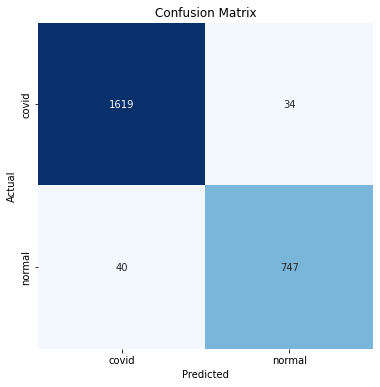 Confusion Matrix
covid
1619
34
Actual
normal
40
747
covid
normal
Predicted